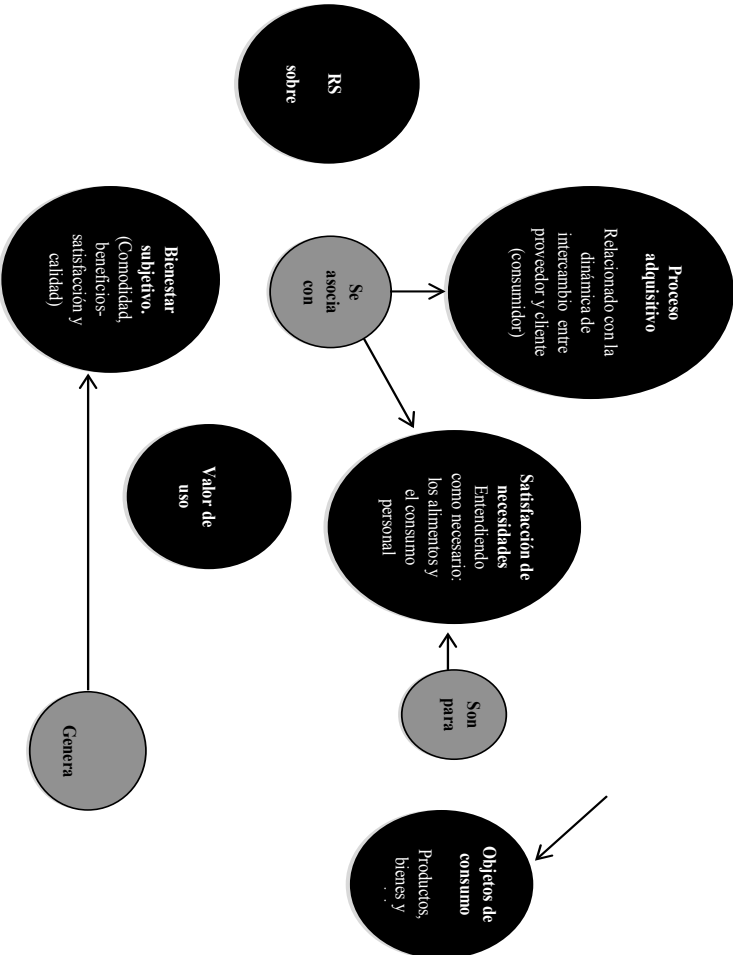 Proceso
adquisitivo
Relacionado con la
dinámica de
intercambio entre
proveedor y cliente
(consumidor)
Satisfacción de
necesidades
Entendiendo
como necesario:
los alimentos y
el consumo
personal
Son
para
Objetos de
consumo
Productos,
bienes y
RS
sobre
Se
asocia
con
Valor de
uso
Bienestar
subjetivo.
(Comodidad,
beneficios-
satisfacción y
calidad)
Genera